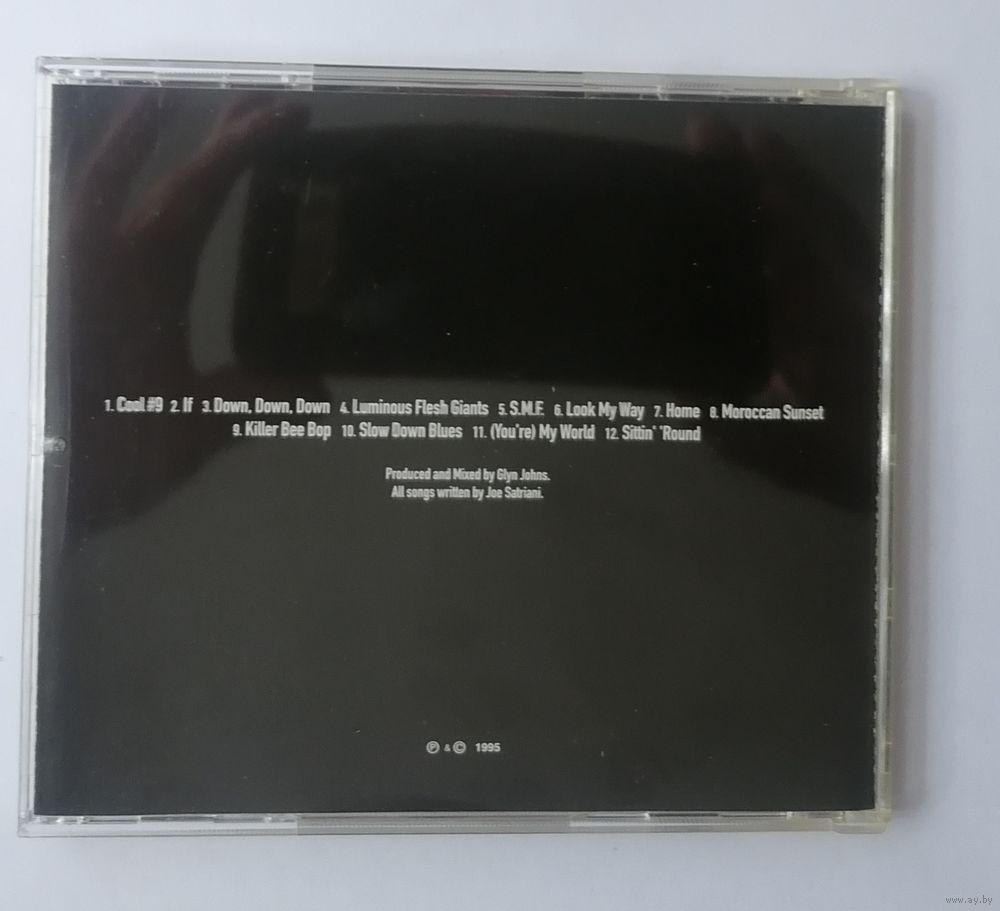 1. Cool #9 2. If 3. Down, Down, Down 4. Luminous Flesh Giants 5. S.M.F. 6. Look My Way 7. Home 8. Moroccan Sunset
9. Killer Bee Bop 10. Slow Down Blues 11. (You're) My World 12. Sittin' 'Round
Produced and Mixed by Glyn Johns.
All songs written by Joe Satriani.
℗ & © 1995
www.ay.by